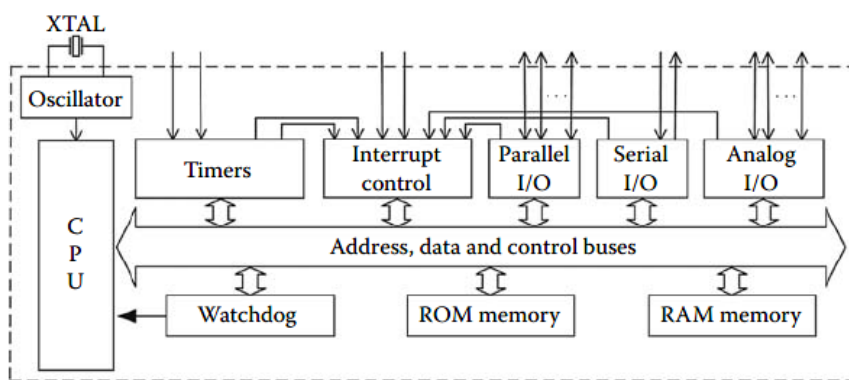 XTAL
Oscillator
Timers
Interrupt
control
Parallel
I/O
Serial
I/O
Analog
I/O
C
P
U
Address, data and control buses
Watchdog
ROM memory
RAM memory